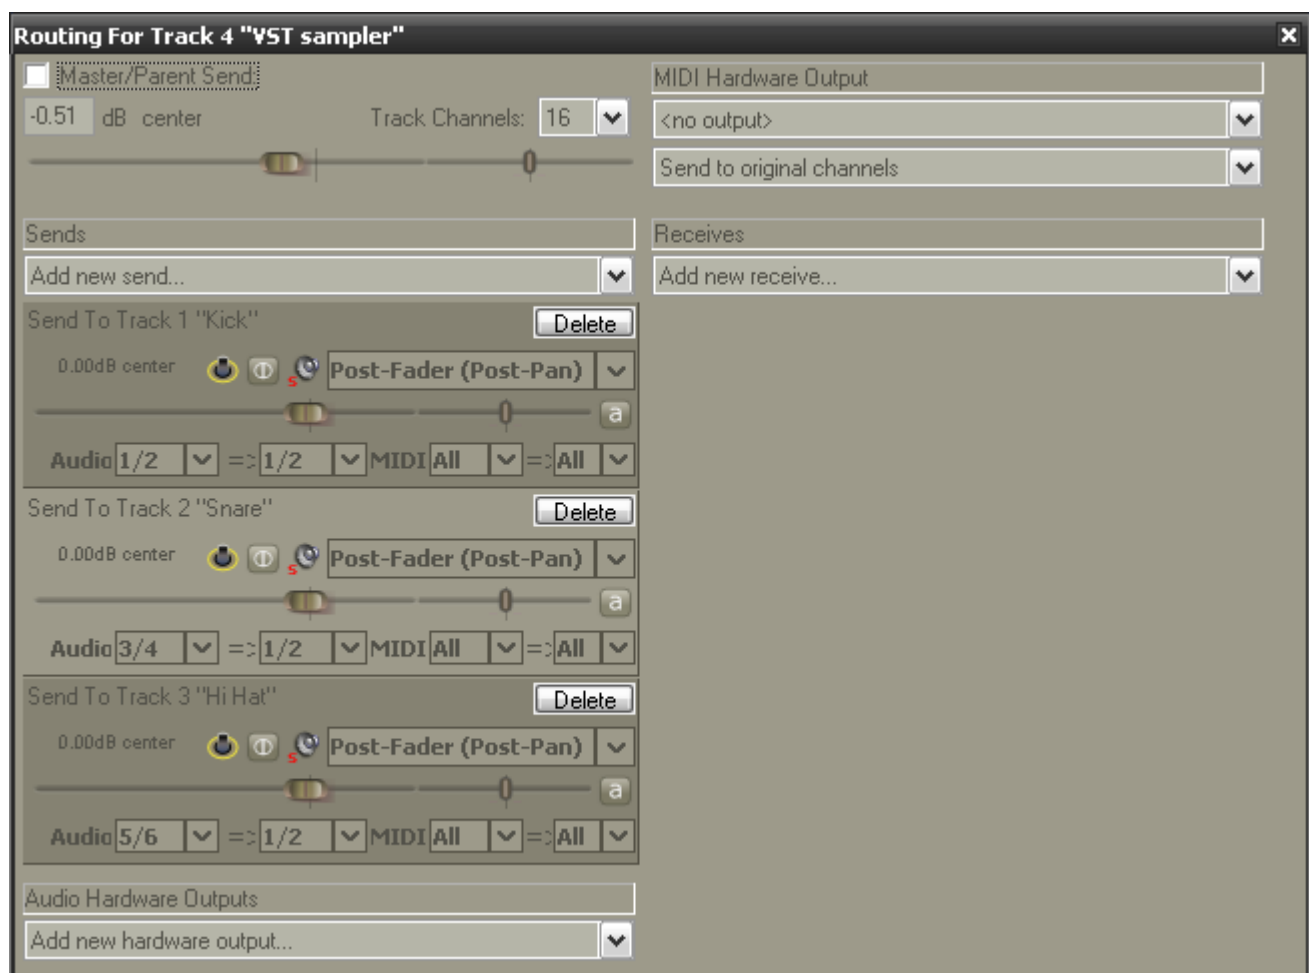 Routing For Track 4 "VST sampler"
Master/Parent Send:
-0.51 dB center Track Channels: 16
MIDI Hardware Output
<no output>
Send to original channels
Sends
Add new send...
Receives
Add new receive...
Send To Track 1 "Kick" Delete
0.00dB center S Post-Fader (Post-Pan)
a
Audio 1/2 => 1/2 MIDI All => All
Send To Track 2 "Snare" Delete
0.00dB center S Post-Fader (Post-Pan)
a
Audio 3/4 => 1/2 MIDI All => All
Send To Track 3 "Hi Hat" Delete
0.00dB center S Post-Fader (Post-Pan)
a
Audio 5/6 => 1/2 MIDI All => All
Audio Hardware Outputs
Add new hardware output...